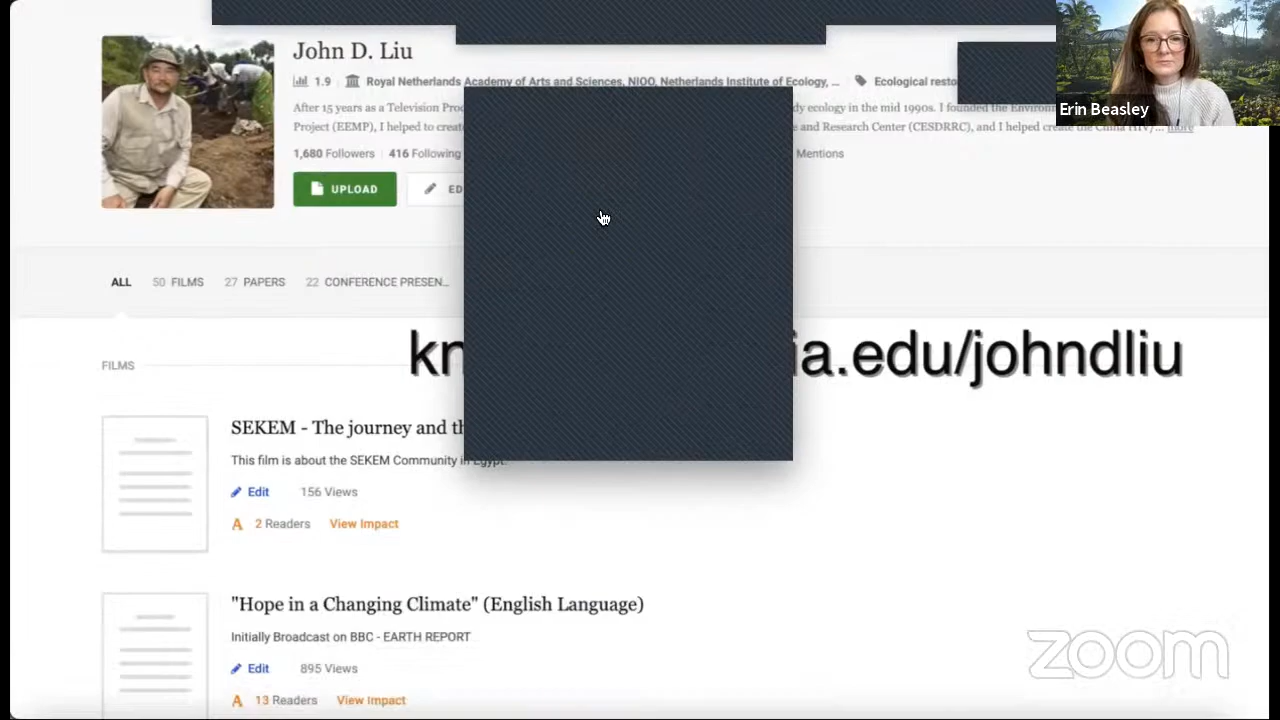 John D. Liu
1.9 Royal Netherlands Academy of Arts and Sciences, NIOO, Netherlands Institute of Ecology, ... Ecological resto
After 15 years as a Television Pro dy ecology in the mid 1990s. I founded the Environ
Project (EEMP), I helped to creat e and Research Center (CESDRRC), and I helped create the China HIV/... more
1,680 Followers 416 Following Mentions
UPLOAD ED
Erin Beasley
ALL 50 FILMS 27 PAPERS 22 CONFERENCE PRESEN...
kn ia.edu/johndliu
FILMS
SEKEM - The journey and th
This film is about the SEKEM Community in Egypt.
Edit 156 Views
A 2 Readers View Impact
"Hope in a Changing Climate" (English Language)
Initially Broadcast on BBC - EARTH REPORT
Edit 895 Views
A 13 Readers View Impact
zoom